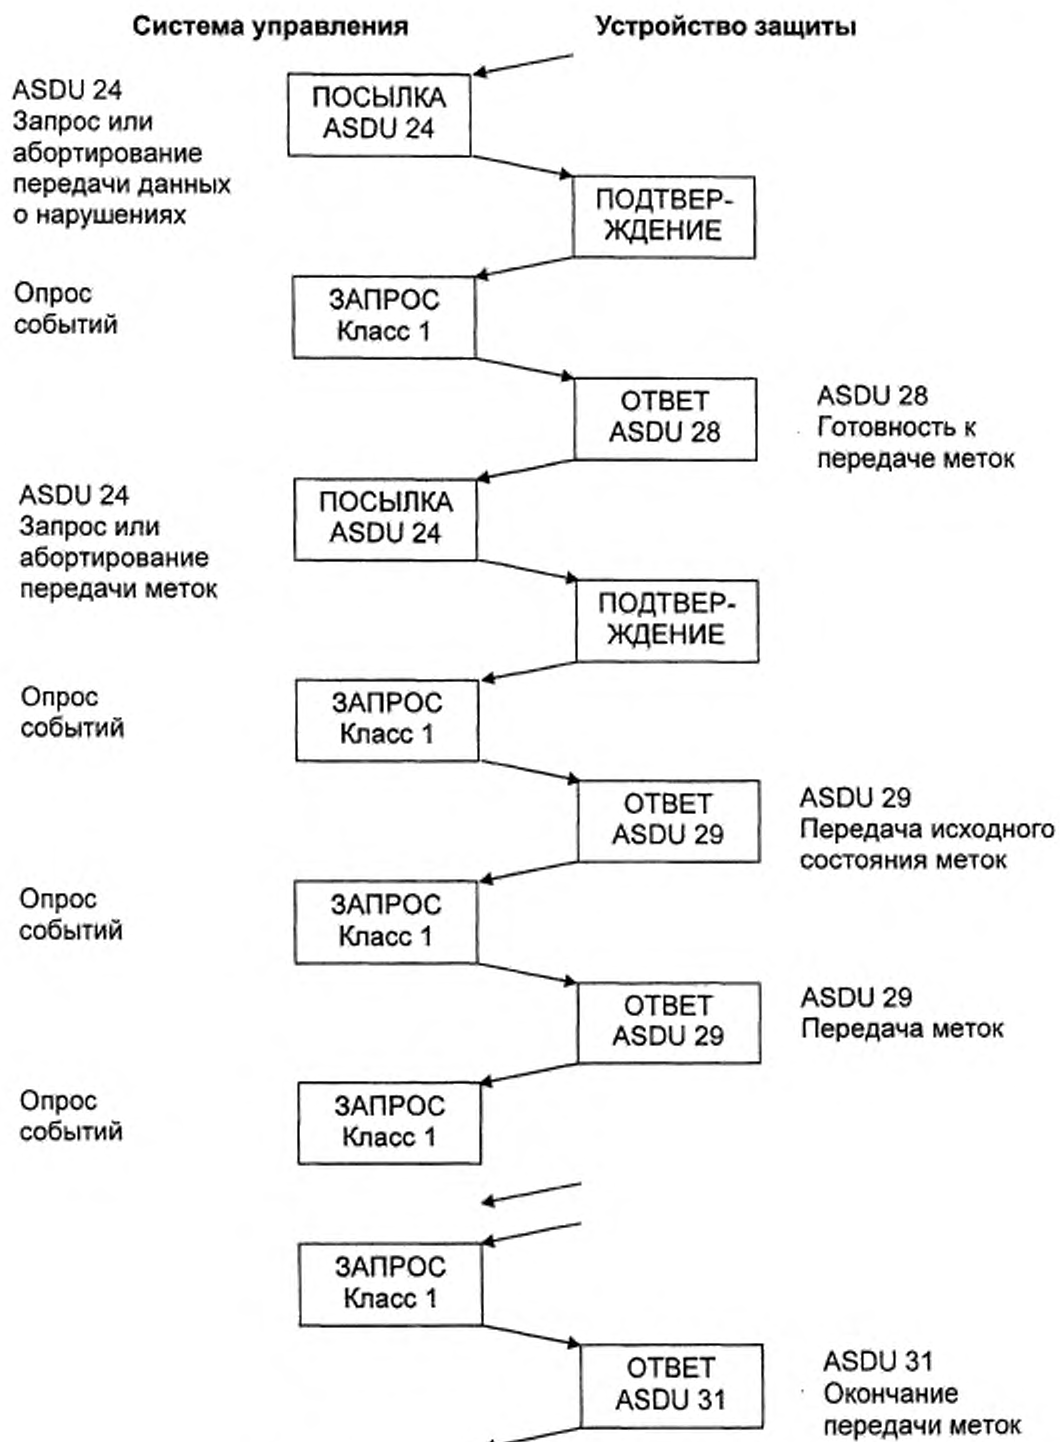 Система управления
Устройство защиты
ASDU 24
Запрос или
абортирование
передачи данных
о нарушениях
ПОСЫЛКА
ASDU 24
ПОДТВЕР-
ЖДЕНИЕ
Опрос
событий
ЗАПРОС
Класс 1
ОТВЕТ
ASDU 28
ASDU 28
Готовность к
передаче меток
ASDU 24
Запрос или
абортирование
передачи меток
ПОСЫЛКА
ASDU 24
ПОДТВЕР-
ЖДЕНИЕ
Опрос
событий
ЗАПРОС
Класс 1
ОТВЕТ
ASDU 29
ASDU 29
Передача исходного
состояния меток
Опрос
событий
ЗАПРОС
Класс 1
ОТВЕТ
ASDU 29
ASDU 29
Передача меток
Опрос
событий
ЗАПРОС
Класс 1
ЗАПРОС
Класс 1
ОТВЕТ
ASDU 31
ASDU 31
Окончание
передачи меток